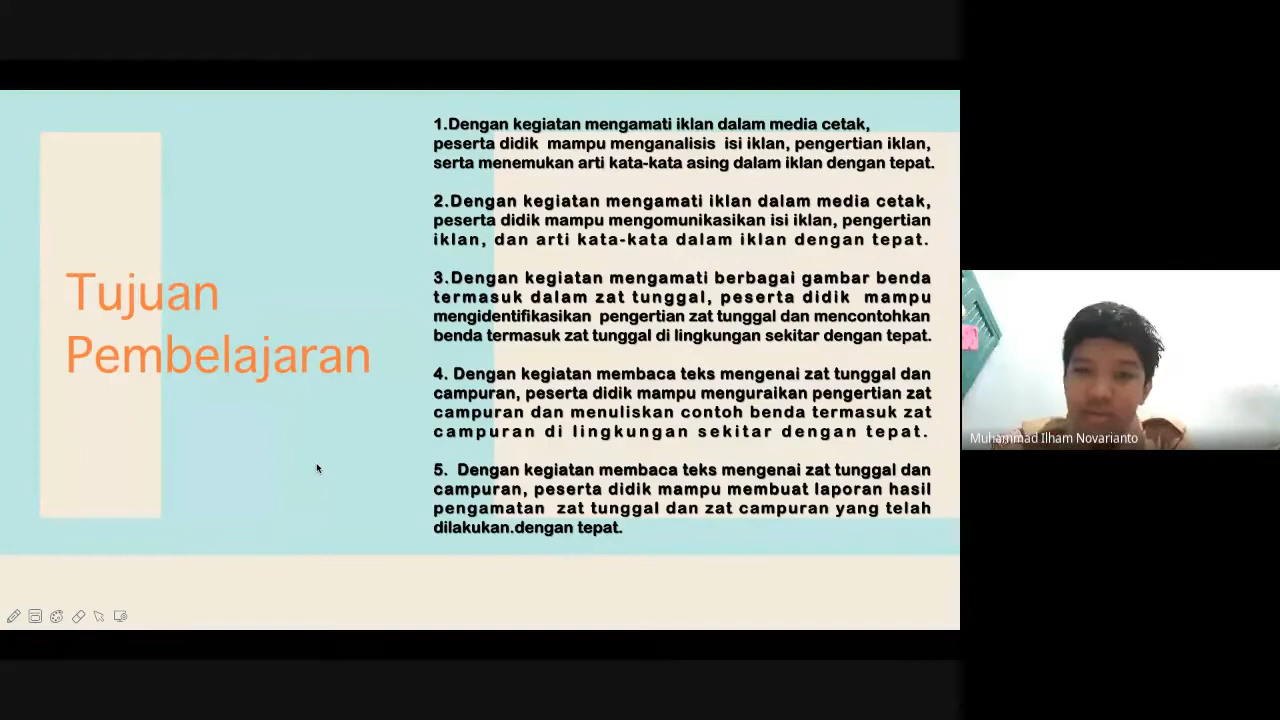 Tujuan
Pembelajaran
1.Dengan kegiatan mengamati iklan dalam media cetak,
peserta didik mampu menganalisis isi iklan, pengertian iklan,
serta menemukan arti kata-kata asing dalam iklan dengan tepat.
2.Dengan kegiatan mengamati iklan dalam media cetak,
peserta didik mampu mengomunikasikan isi iklan, pengertian
iklan, dan arti kata-kata dalam iklan dengan tepat.
3.Dengan kegiatan mengamati berbagai gambar benda
termasuk dalam zat tunggal, peserta didik mampu
mengidentifikasikan pengertian zat tunggal dan mencontohkan
benda termasuk zat tunggal di lingkungan sekitar dengan tepat.
4. Dengan kegiatan membaca teks mengenai zat tunggal dan
campuran, peserta didik mampu menguraikan pengertian zat
campuran dan menuliskan contoh benda termasuk zat
campuran di lingkungan sekitar dengan tepat.
5. Dengan kegiatan membaca teks mengenai zat tunggal dan
campuran, peserta didik mampu membuat laporan hasil
pengamatan zat tunggal dan zat campuran yang telah
dilakukan.dengan tepat.
Muhammad Ilham Novarianto